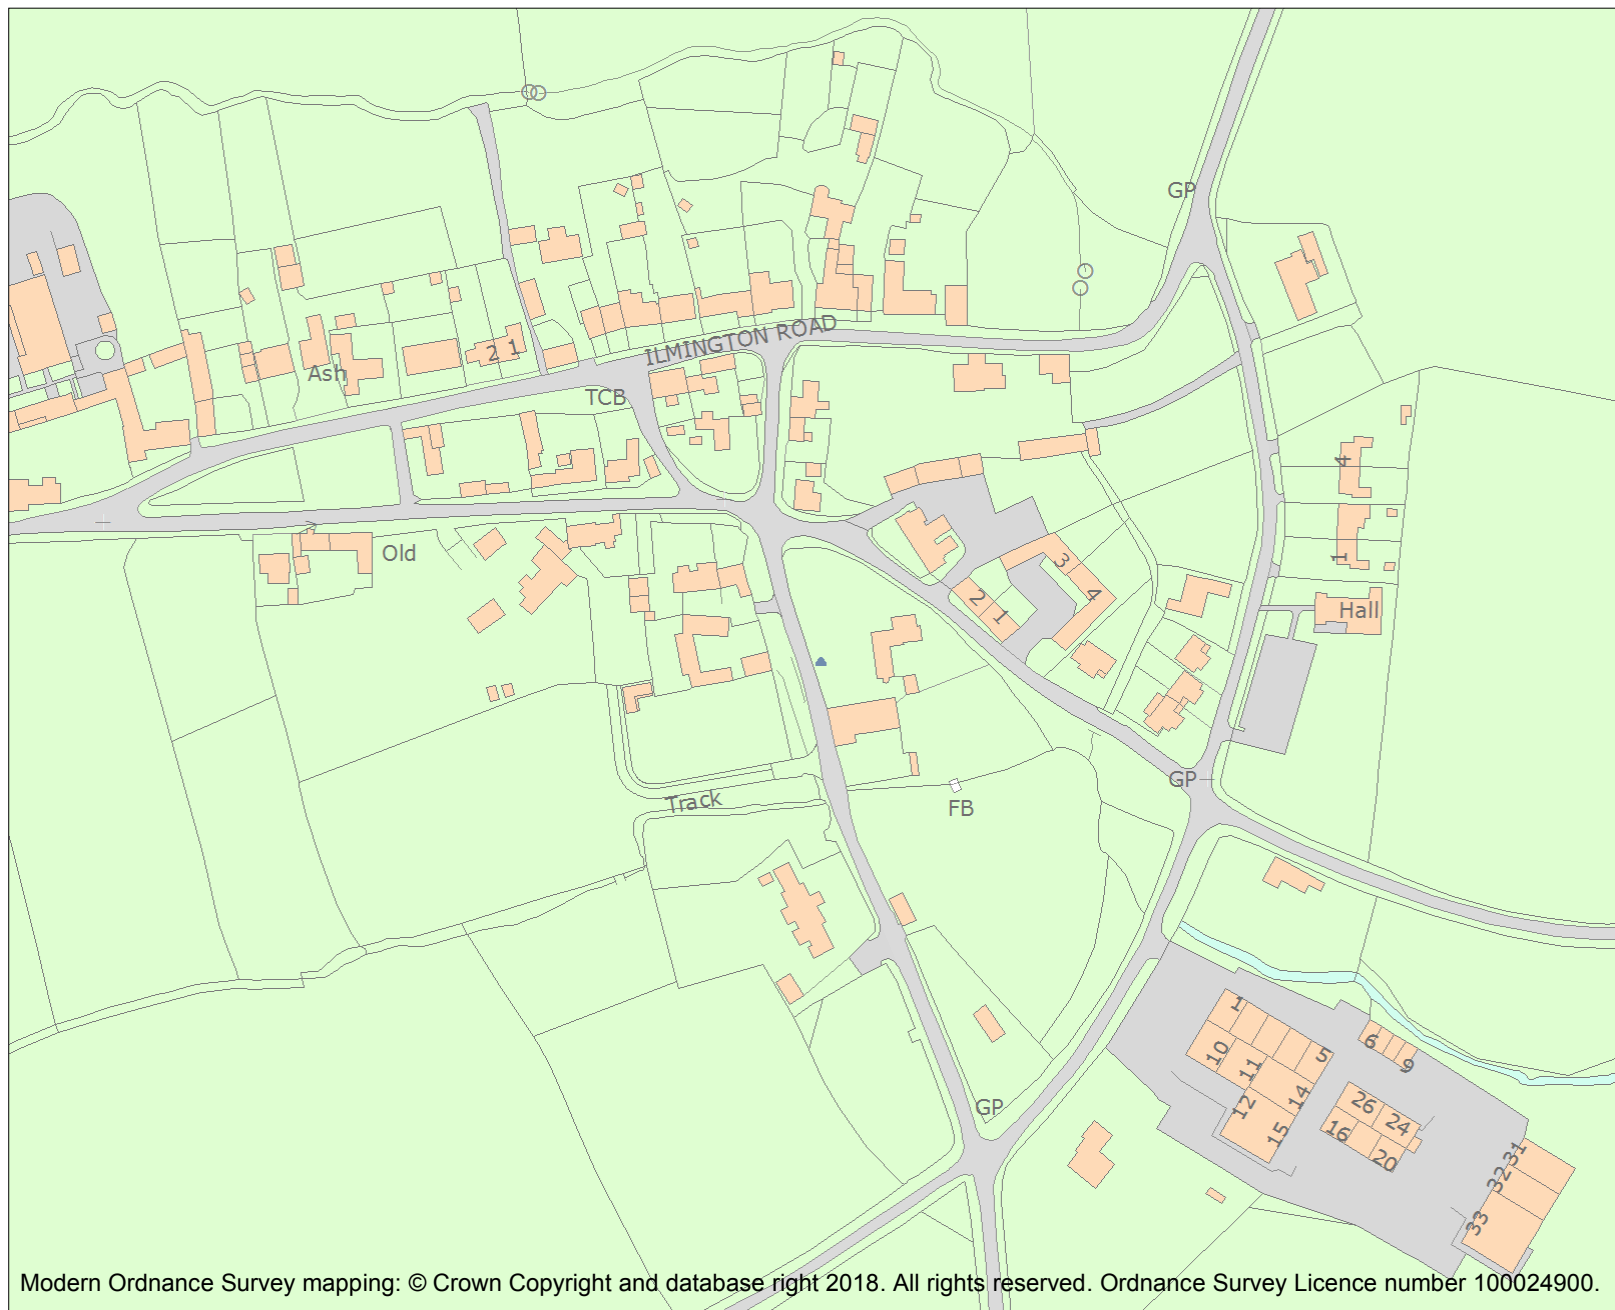 GP
ILMINGTON ROAD
2 1
Ash
TCB
4
Old
3
1
4
2
1
Hall
GP
Track
FB
1
5
6
9
10
11
14
12
15
26
24
16
20
31
32
33
GP
Modern Ordnance Survey mapping: © Crown Copyright and database right 2018. All rights reserved. Ordnance Survey Licence number 100024900.